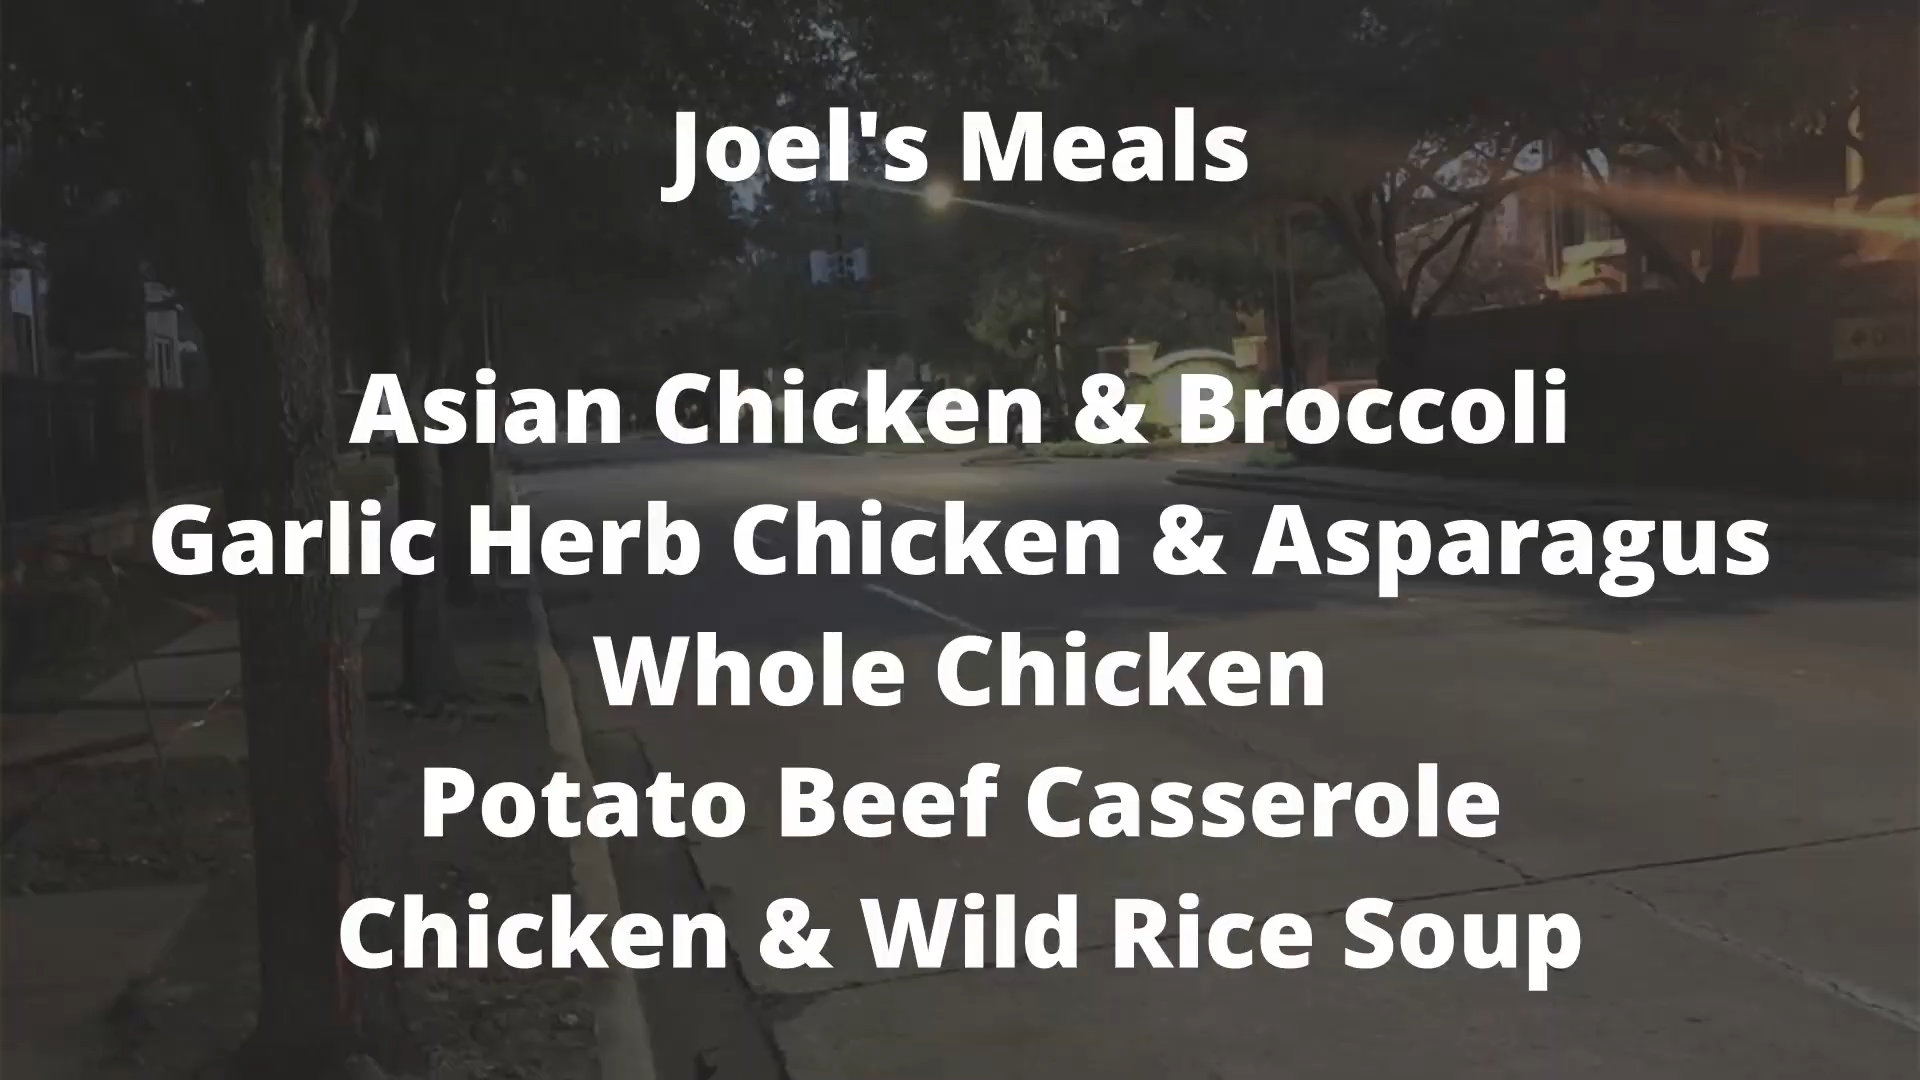 Joel's Meals
Asian Chicken & Broccoli
Garlic Herb Chicken & Asparagus
Whole Chicken
Potato Beef Casserole
Chicken & Wild Rice Soup